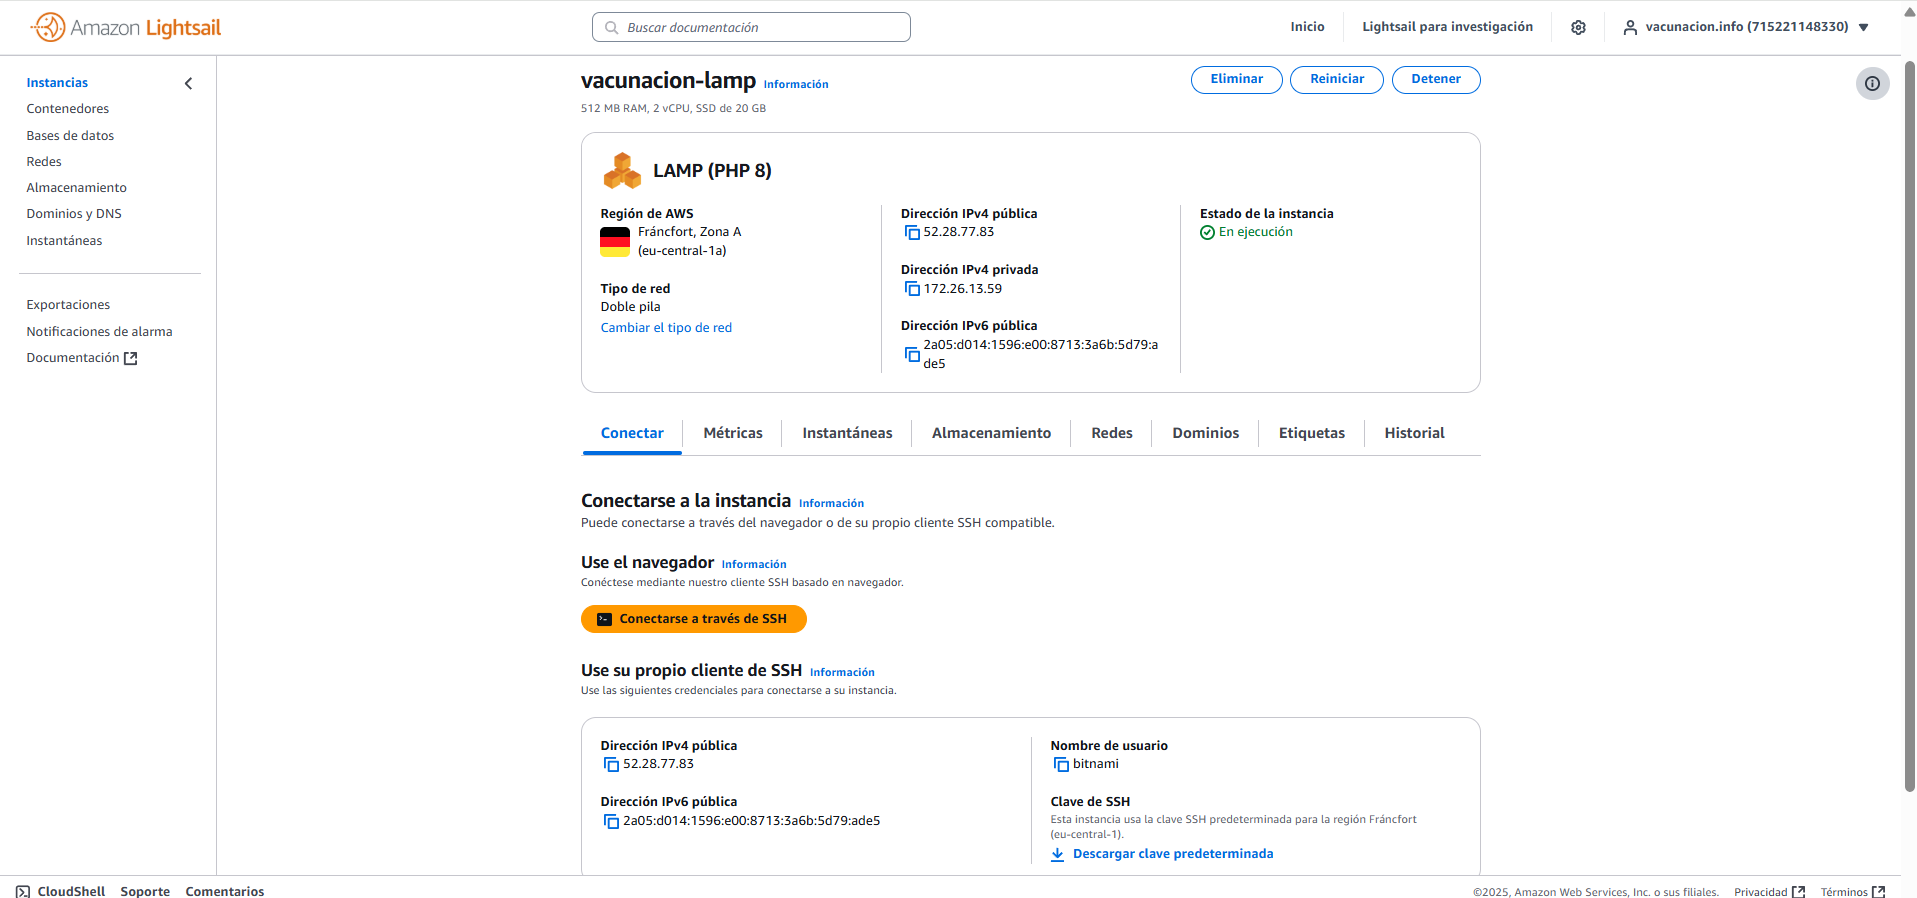 Amazon Lightsail
Buscar documentación
Inicio
Lightsail para investigación
vacunacion.info (715221148330)
Instancias
Contenedores
Bases de datos
Redes
Almacenamiento
Dominios y DNS
Instantáneas
Exportaciones
Notificaciones de alarma
Documentación
vacunacion-lamp Información
512 MB RAM, 2 vCPU, SSD de 20 GB
Eliminar
Reiniciar
Detener
LAMP (PHP 8)
Región de AWS
Fráncfort, Zona A
(eu-central-1a)
Tipo de red
Doble pila
Cambiar el tipo de red
Dirección IPv4 pública
52.28.77.83
Dirección IPv4 privada
172.26.13.59
Dirección IPv6 pública
2a05:d014:1596:e00:8713:3a6b:5d79:a
de5
Estado de la instancia
En ejecución
Conectar
Métricas
Instantáneas
Almacenamiento
Redes
Dominios
Etiquetas
Historial
Conectarse a la instancia Información
Puede conectarse a través del navegador o de su propio cliente SSH compatible.
Use el navegador Información
Conéctese mediante nuestro cliente SSH basado en navegador.
Conectarse a través de SSH
Use su propio cliente de SSH Información
Use las siguientes credenciales para conectarse a su instancia.
Dirección IPv4 pública
52.28.77.83
Dirección IPv6 pública
2a05:d014:1596:e00:8713:3a6b:5d79:ade5
Nombre de usuario
bitnami
Clave de SSH
Esta instancia usa la clave SSH predeterminada para la región Fráncfort
(eu-central-1).
Descargar clave predeterminada
CloudShell
Soporte
Comentarios
©2025, Amazon Web Services, Inc. o sus filiales.
Privacidad
Términos